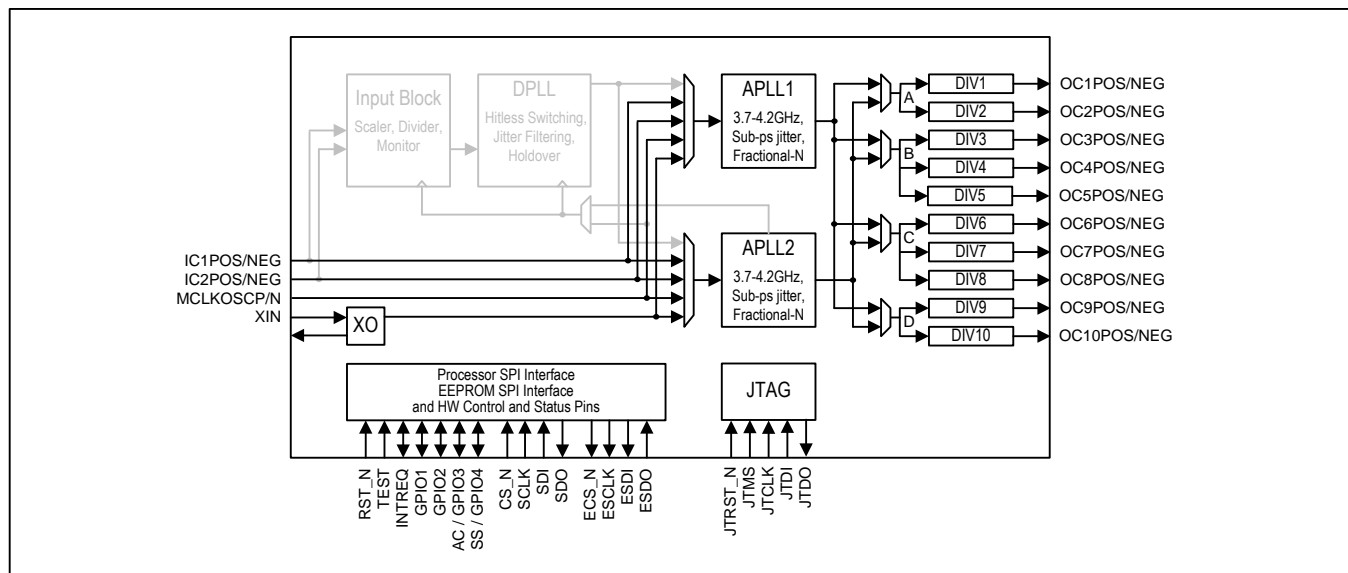 Input Block
Scaler, Divider,
Monitor
DPLL
Hitless Switching,
Jitter Filtering,
Holdover
APLL1
3.7-4.2GHz,
Sub-ps jitter,
Fractional-N
APLL2
3.7-4.2GHz,
Sub-ps jitter,
Fractional-N
A
B
C
D
DIV1
DIV2
DIV3
DIV4
DIV5
DIV6
DIV7
DIV8
DIV9
DIV10
OC1POS/NEG
OC2POS/NEG
OC3POS/NEG
OC4POS/NEG
OC5POS/NEG
OC6POS/NEG
OC7POS/NEG
OC8POS/NEG
OC9POS/NEG
OC10POS/NEG
IC1POS/NEG
IC2POS/NEG
MCLKOSCP/N
XIN
XO
Processor SPI Interface
EEPROM SPI Interface
and HW Control and Status Pins
JTAG
RST_N
TEST
INTREQ
GPIO1
GPIO2
AC / GPIO3
SS / GPIO4
CS_N
SCLK
SDI
SDO
ECS_N
ESCLK
ESDI
ESDO
JTRST_N
JTMS
JTCLK
JTDI
JTDO